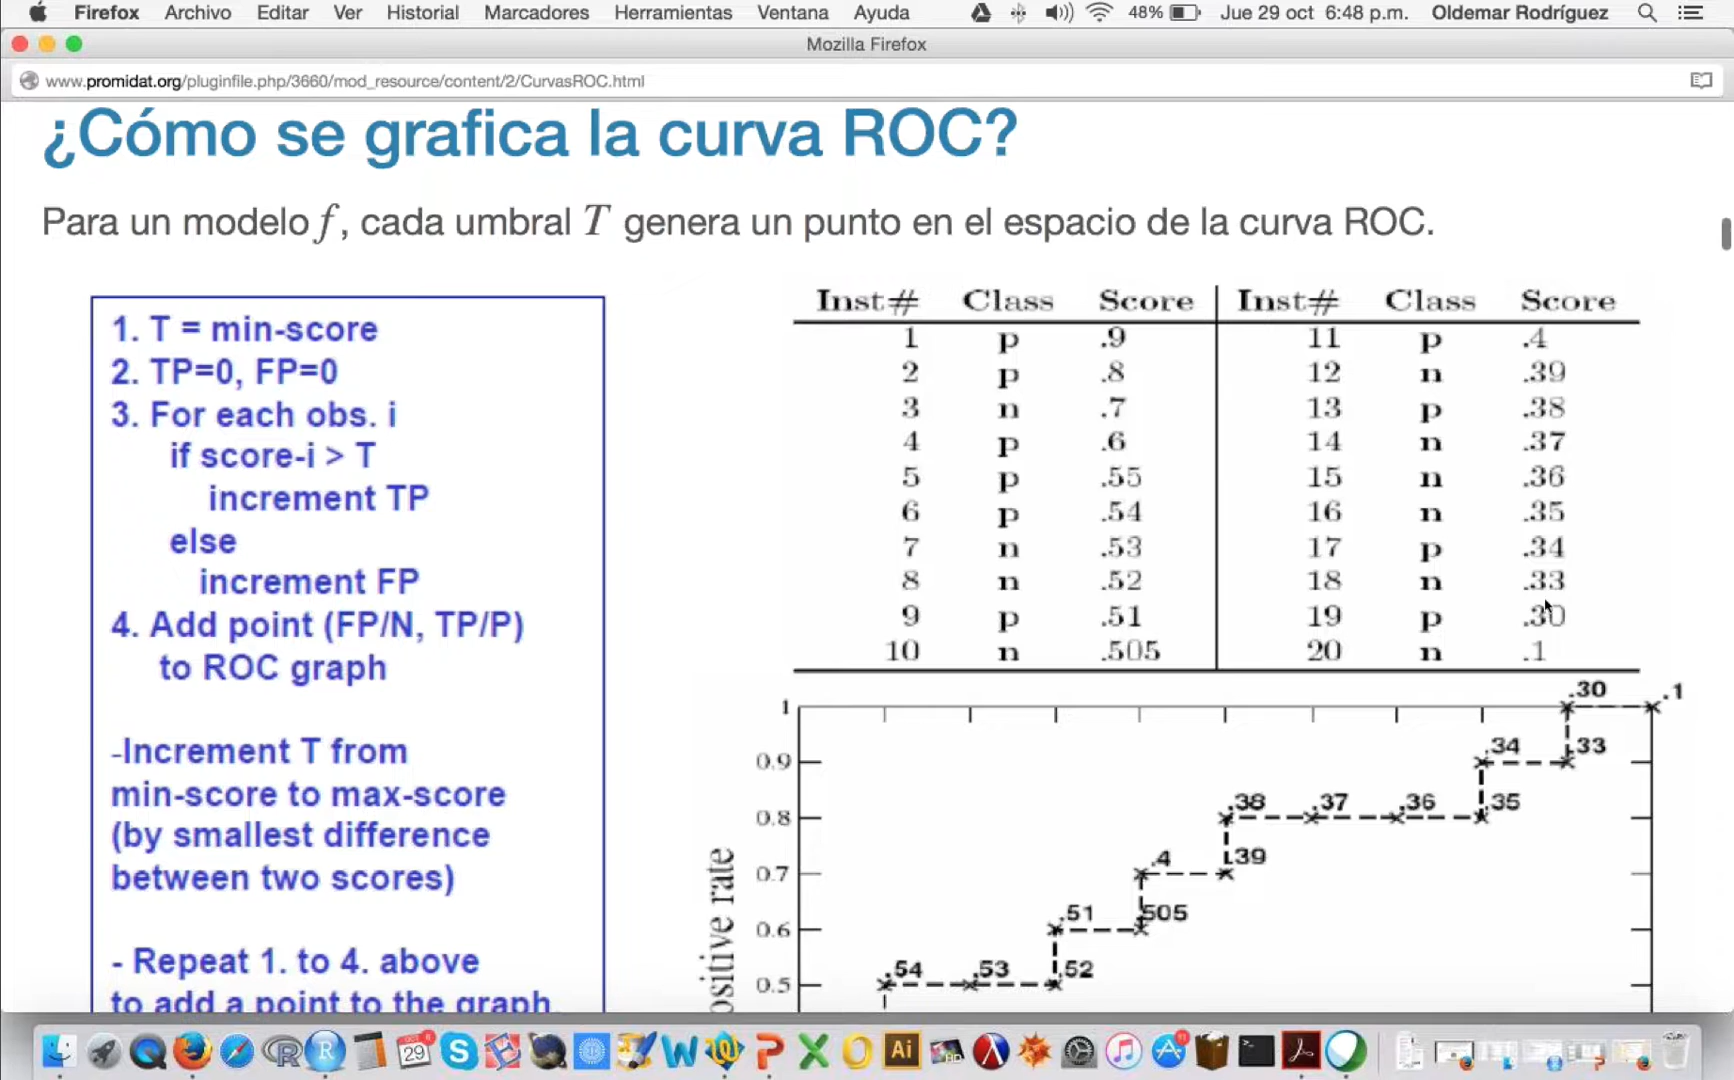 Firefox Archivo Editar Ver Historial Marcadores Herramientas Ventana Ayuda 48% Jue 29 oct 6:48 p.m. Oldemar Rodríguez
Mozilla Firefox
www.promidat.org/pluginfile.php/3660/mod_resource/content/2/CurvasROC.html
¿Cómo se grafica la curva ROC?
Para un modelo f, cada umbral T genera un punto en el espacio de la curva ROC.
1. T = min-score
2. TP=0, FP=0
3. For each obs. i
if score-i > T
increment TP
else
increment FP
4. Add point (FP/N, TP/P)
to ROC graph
-Increment T from
min-score to max-score
(by smallest difference
between two scores)
- Repeat 1. to 4. above
to add a point to the graph
Inst# Class Score Inst# Class Score
1 p .9 11 p .4
2 p .8 12 n .39
3 n .7 13 p .38
4 p .6 14 n .37
5 p .55 15 n .36
6 p .54 16 n .35
7 n .53 17 p .34
8 n .52 18 n .33
9 p .51 19 p .30
10 n .505 20 n .1
.30 .1
1
.34 .33
0.9
.38 .37 .36 .35
0.8
.4 .39
0.7
.51 .505
0.6
.54 .53 .52
0.5
ositive rate
29
Ai